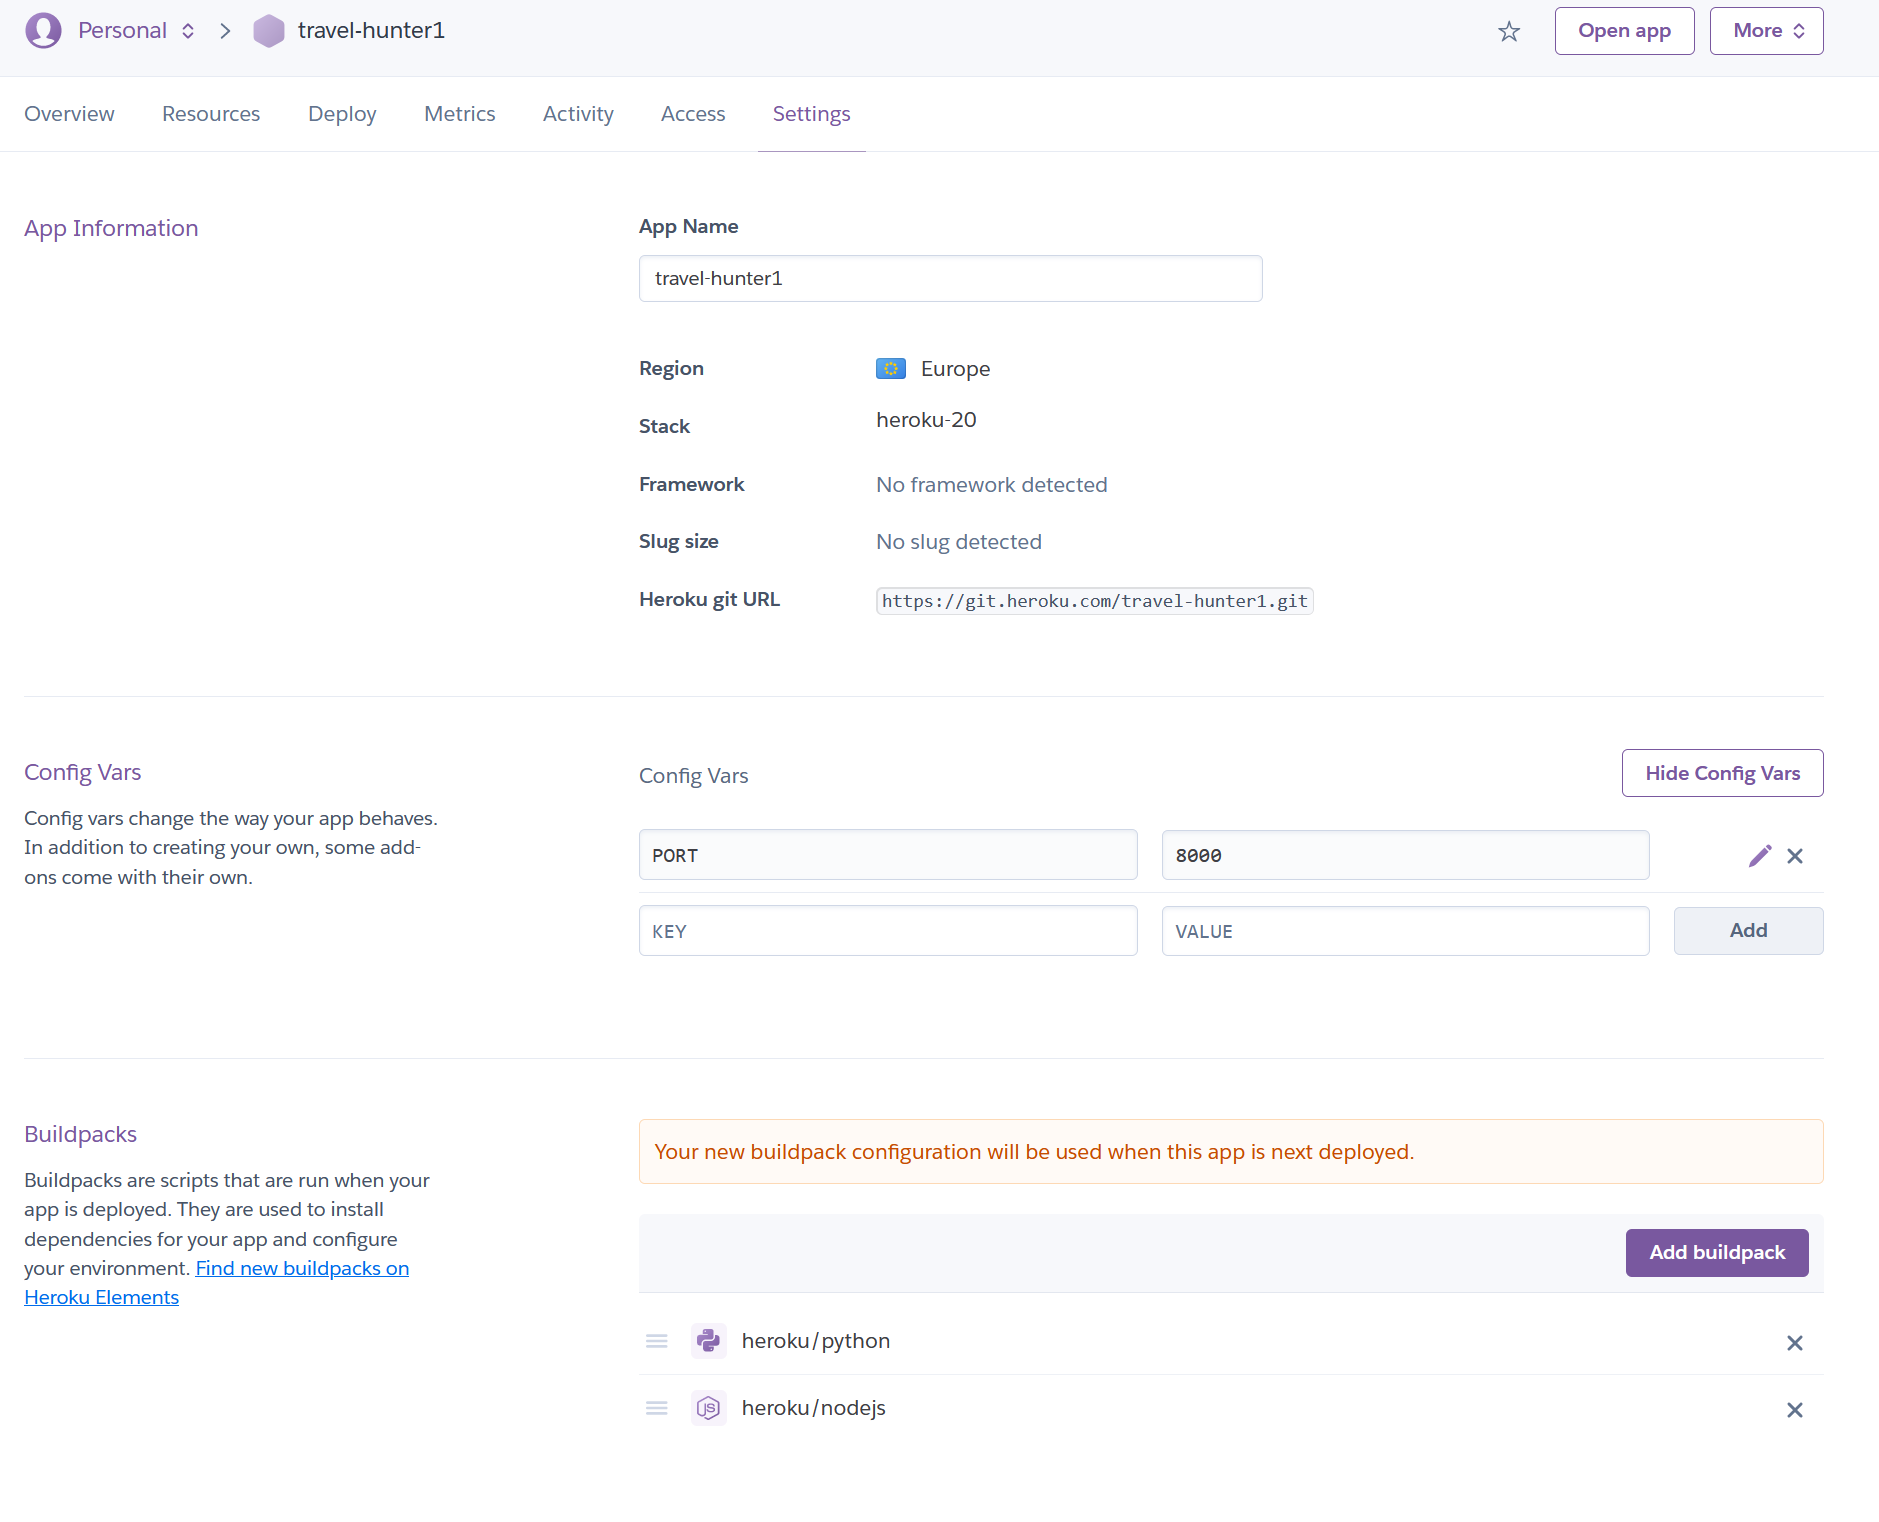 Personal
travel-hunter1
Open app
More
Overview
Resources
Deploy
Metrics
Activity
Access
Settings
App Information
App Name
travel-hunter1
Region
Europe
Stack
heroku-20
Framework
No framework detected
Slug size
No slug detected
Heroku git URL
https://git.heroku.com/travel-hunter1.git
Config Vars
Config vars change the way your app behaves.
In addition to creating your own, some add-
ons come with their own.
Config Vars
Hide Config Vars
PORT
8000
KEY
VALUE
Add
Buildpacks
Buildpacks are scripts that are run when your
app is deployed. They are used to install
dependencies for your app and configure
your environment. Find new buildpacks on
Heroku Elements
Your new buildpack configuration will be used when this app is next deployed.
Add buildpack
heroku/python
JS
heroku/nodejs